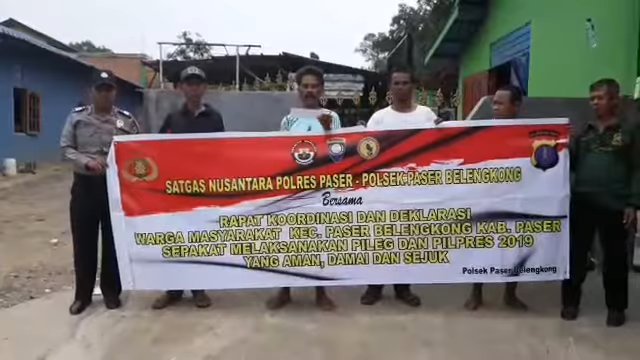 SATGAS NUSANTARA POLRES PASER - POLSEK PASER BELENGKONG
Bersama
RAPAT KOORDINASI DAN DEKLARASI
WARGA MASYARAKAT KEC. PASER BELENGKONG KAB. PASER
SEPAKAT MELAKSANAKAN PILEG DAN PILPRES 2019
YANG AMAN, DAMAI DAN SEJUK
Polsek Paser Belengkong